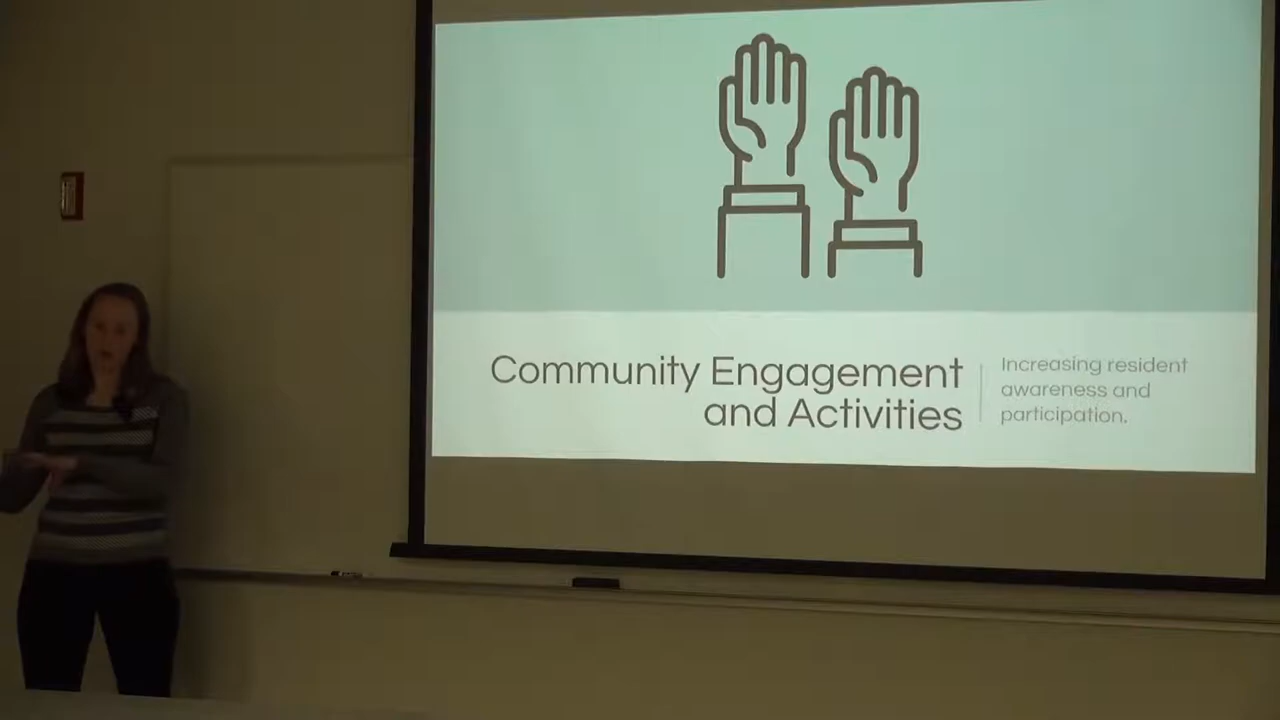 Community Engagement
and Activities
Increasing resident
awareness and
participation.